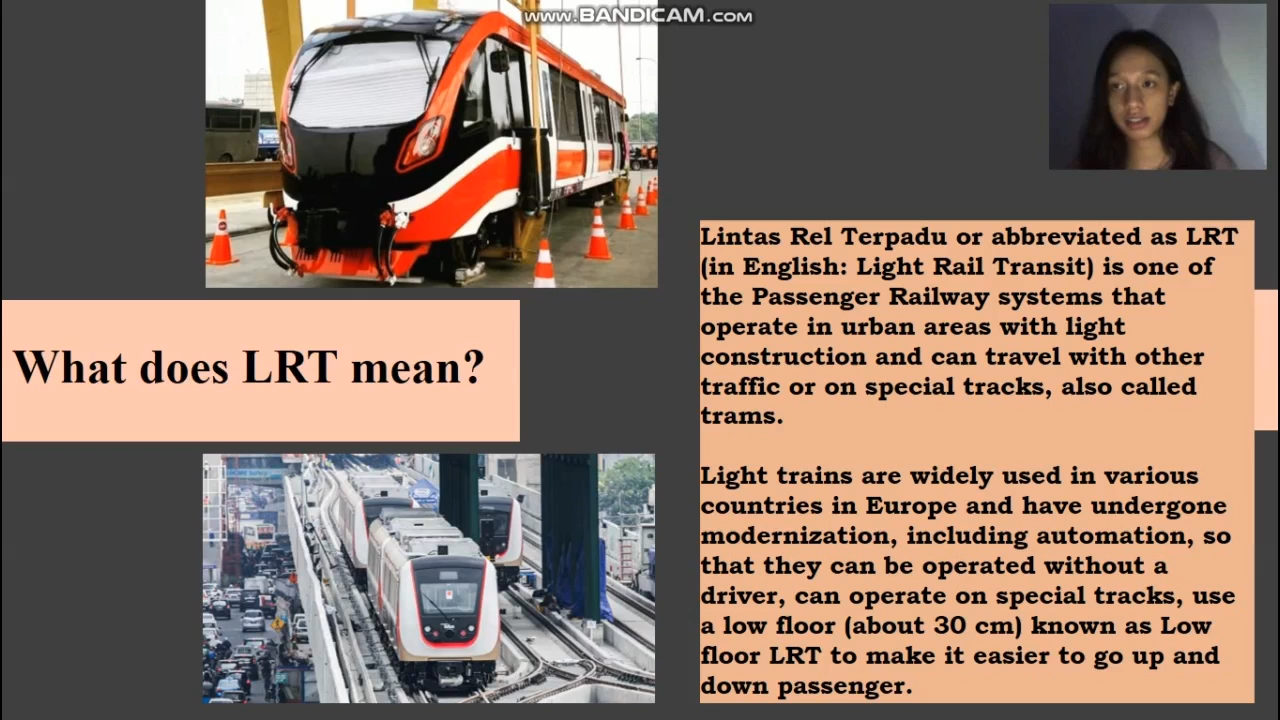 www.BANDICAM.com
What does LRT mean?
Lintas Rel Terpadu or abbreviated as LRT
(in English: Light Rail Transit) is one of
the Passenger Railway systems that
operate in urban areas with light
construction and can travel with other
traffic or on special tracks, also called
trams.
Light trains are widely used in various
countries in Europe and have undergone
modernization, including automation, so
that they can be operated without a
driver, can operate on special tracks, use
a low floor (about 30 cm) known as Low
floor LRT to make it easier to go up and
down passenger.